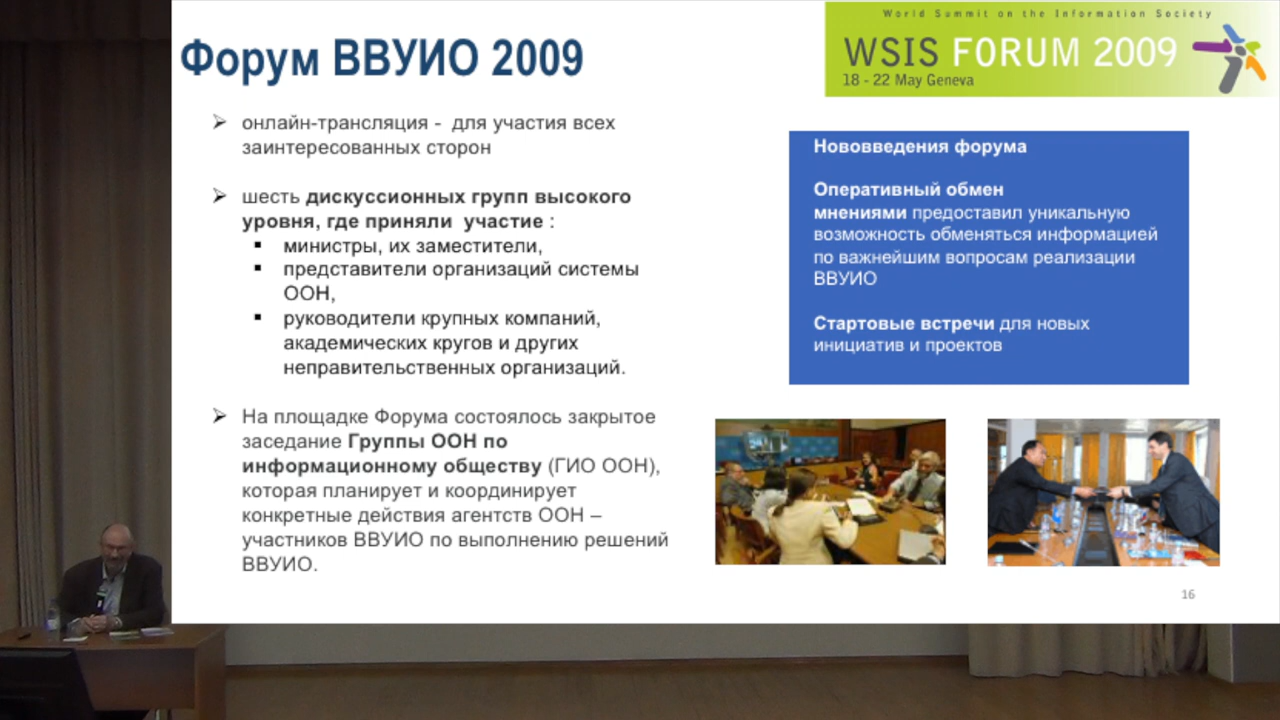 World Summit on the Information Society
Форум ВВУИО 2009
WSIS FORUM 2009
18 - 22 May Geneva
онлайн-трансляция - для участия всех
заинтересованных сторон
шесть дискуссионных групп высокого
уровня, где приняли участие :
министры, их заместители,
представители организаций системы
ООН,
руководители крупных компаний,
академических кругов и других
неправительственных организаций.
На площадке Форума состоялось закрытое
заседание Группы ООН по
информационному обществу (ГИО ООН),
которая планирует и координирует
конкретные действия агентств ООН –
участников ВВУИО по выполнению решений
ВВУИО.
Нововведения форума
Оперативный обмен
мнениями предоставил уникальную
возможность обменяться информацией
по важнейшим вопросам реализации
ВВУИО
Стартовые встречи для новых
инициатив и проектов
16